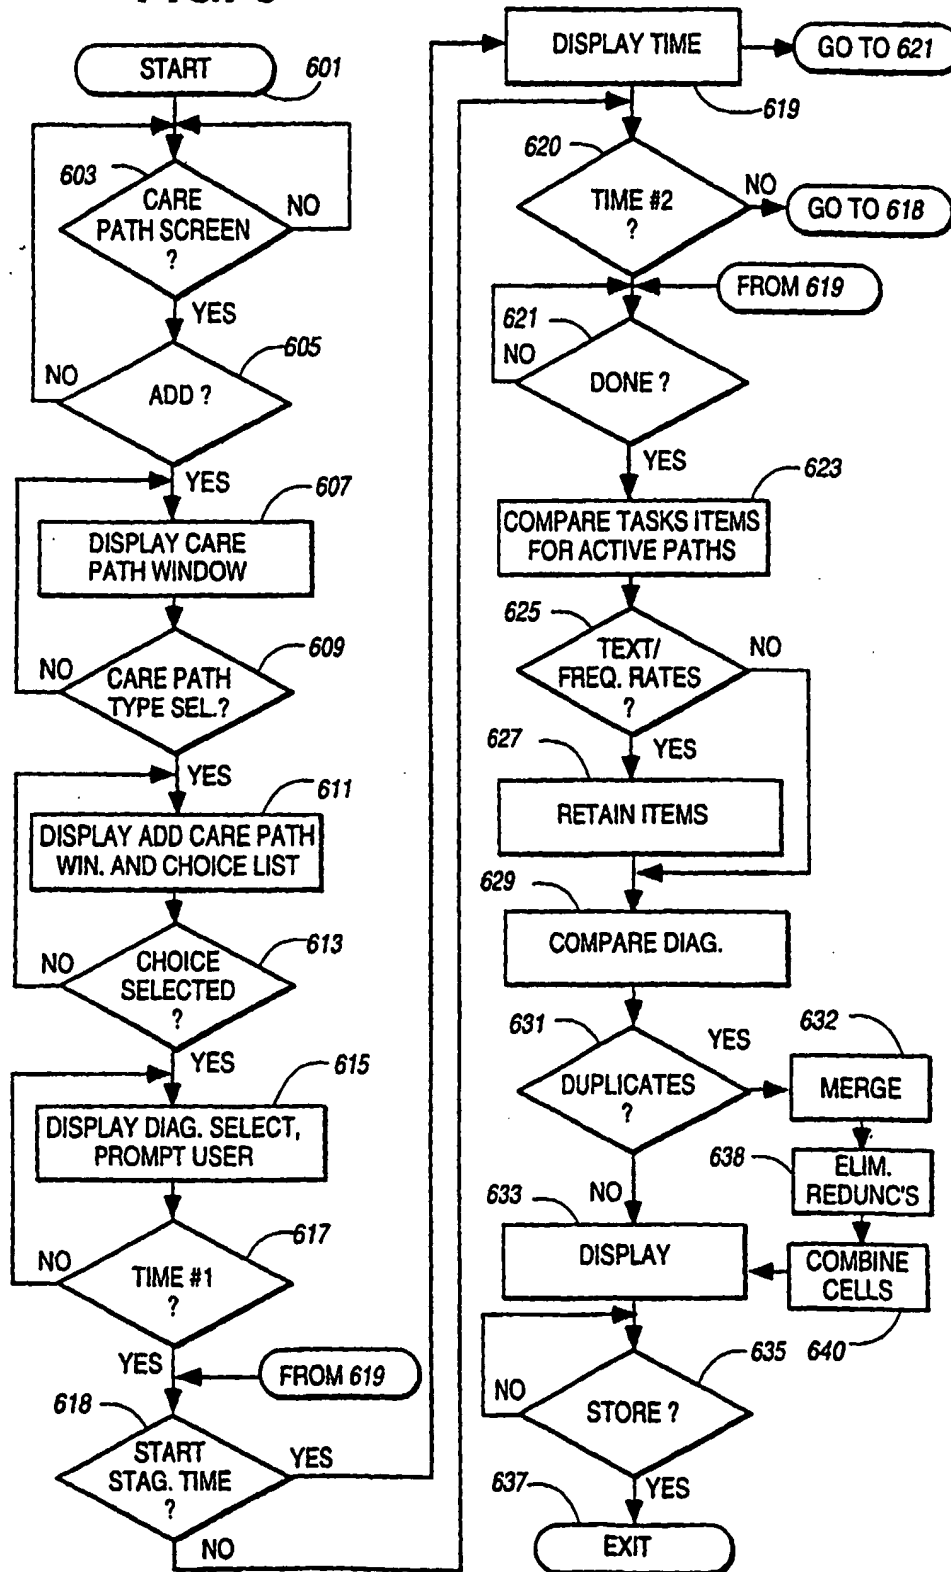 FIG.
START
601
603
CARE
PATH SCREEN
?
NO
YES
605
ADD ?
NO
YES
607
DISPLAY CARE
PATH WINDOW
609
CARE PATH
TYPE SEL.?
NO
YES
611
DISPLAY ADD CARE PATH
WIN. AND CHOICE LIST
613
CHOICE
SELECTED
?
NO
YES
615
DISPLAY DIAG. SELECT,
PROMPT USER
617
TIME #1
?
NO
YES
FROM 619
618
START
STAG. TIME
?
YES
NO
DISPLAY TIME
GO TO 621
619
620
TIME #2
?
NO
GO TO 618
FROM 619
621
DONE ?
NO
YES
623
COMPARE TASKS ITEMS
FOR ACTIVE PATHS
625
TEXT/
FREQ. RATES
?
NO
YES
627
RETAIN ITEMS
629
COMPARE DIAG.
631
DUPLICATES
?
YES
632
MERGE
638
ELIM.
REDUNC'S
NO
633
DISPLAY
COMBINE
CELLS
640
635
STORE ?
NO
YES
637
EXIT